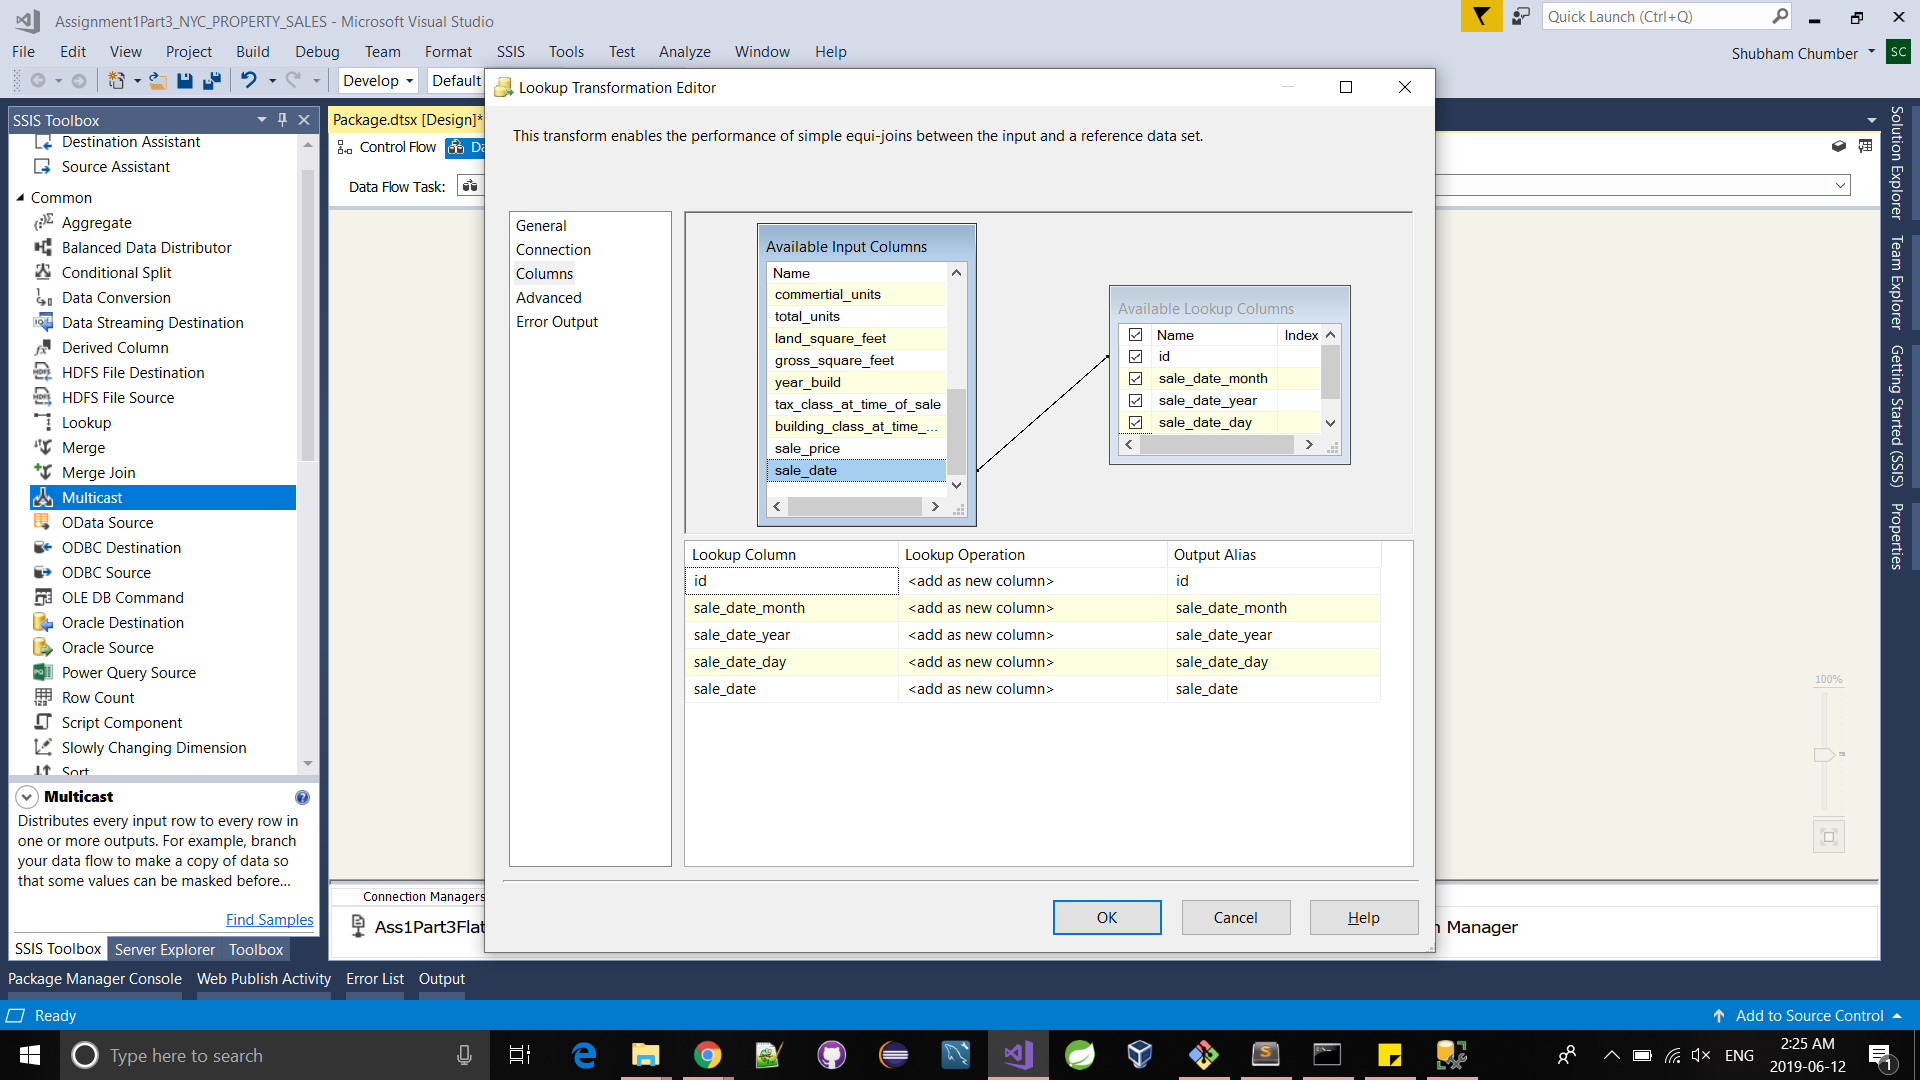 Assignment1Part3_NYC_PROPERTY_SALES - Microsoft Visual Studio
Quick Launch (Ctrl+Q)
File Edit View Project Build Debug Team Format SSIS Tools Test Analyze Window Help
Shubham Chumber SC
Develop Default
SSIS Toolbox
Destination Assistant
Source Assistant
Common
Aggregate
Balanced Data Distributor
Conditional Split
Data Conversion
Data Streaming Destination
Derived Column
HDFS File Destination
HDFS File Source
Lookup
Merge
Merge Join
Multicast
OData Source
ODBC Destination
ODBC Source
OLE DB Command
Oracle Destination
Oracle Source
Power Query Source
Row Count
Script Component
Slowly Changing Dimension
Sort
Multicast
Distributes every input row to every row in
one or more outputs. For example, branch
your data flow to make a copy of data so
that some values can be masked before...
Find Samples
SSIS Toolbox Server Explorer Toolbox
Package.dtsx [Design]*
Control Flow Da
Data Flow Task:
Lookup Transformation Editor
This transform enables the performance of simple equi-joins between the input and a reference data set.
General
Connection
Columns
Advanced
Error Output
Available Input Columns
Name
commertial_units
total_units
land_square_feet
gross_square_feet
year_build
tax_class_at_time_of_sale
building_class_at_time_...
sale_price
sale_date
Available Lookup Columns
Name Index
id
sale_date_month
sale_date_year
sale_date_day
Lookup Column Lookup Operation Output Alias
id <add as new column> id
sale_date_month <add as new column> sale_date_month
sale_date_year <add as new column> sale_date_year
sale_date_day <add as new column> sale_date_day
sale_date <add as new column> sale_date
OK Cancel Help
Connection Managers
Ass1Part3Flat
n Manager
100%
Solution Explorer
Team Explorer
Getting Started (SSIS)
Properties
Package Manager Console Web Publish Activity Error List Output
Ready
Add to Source Control
Type here to search
ENG
2:25 AM
2019-06-12
1